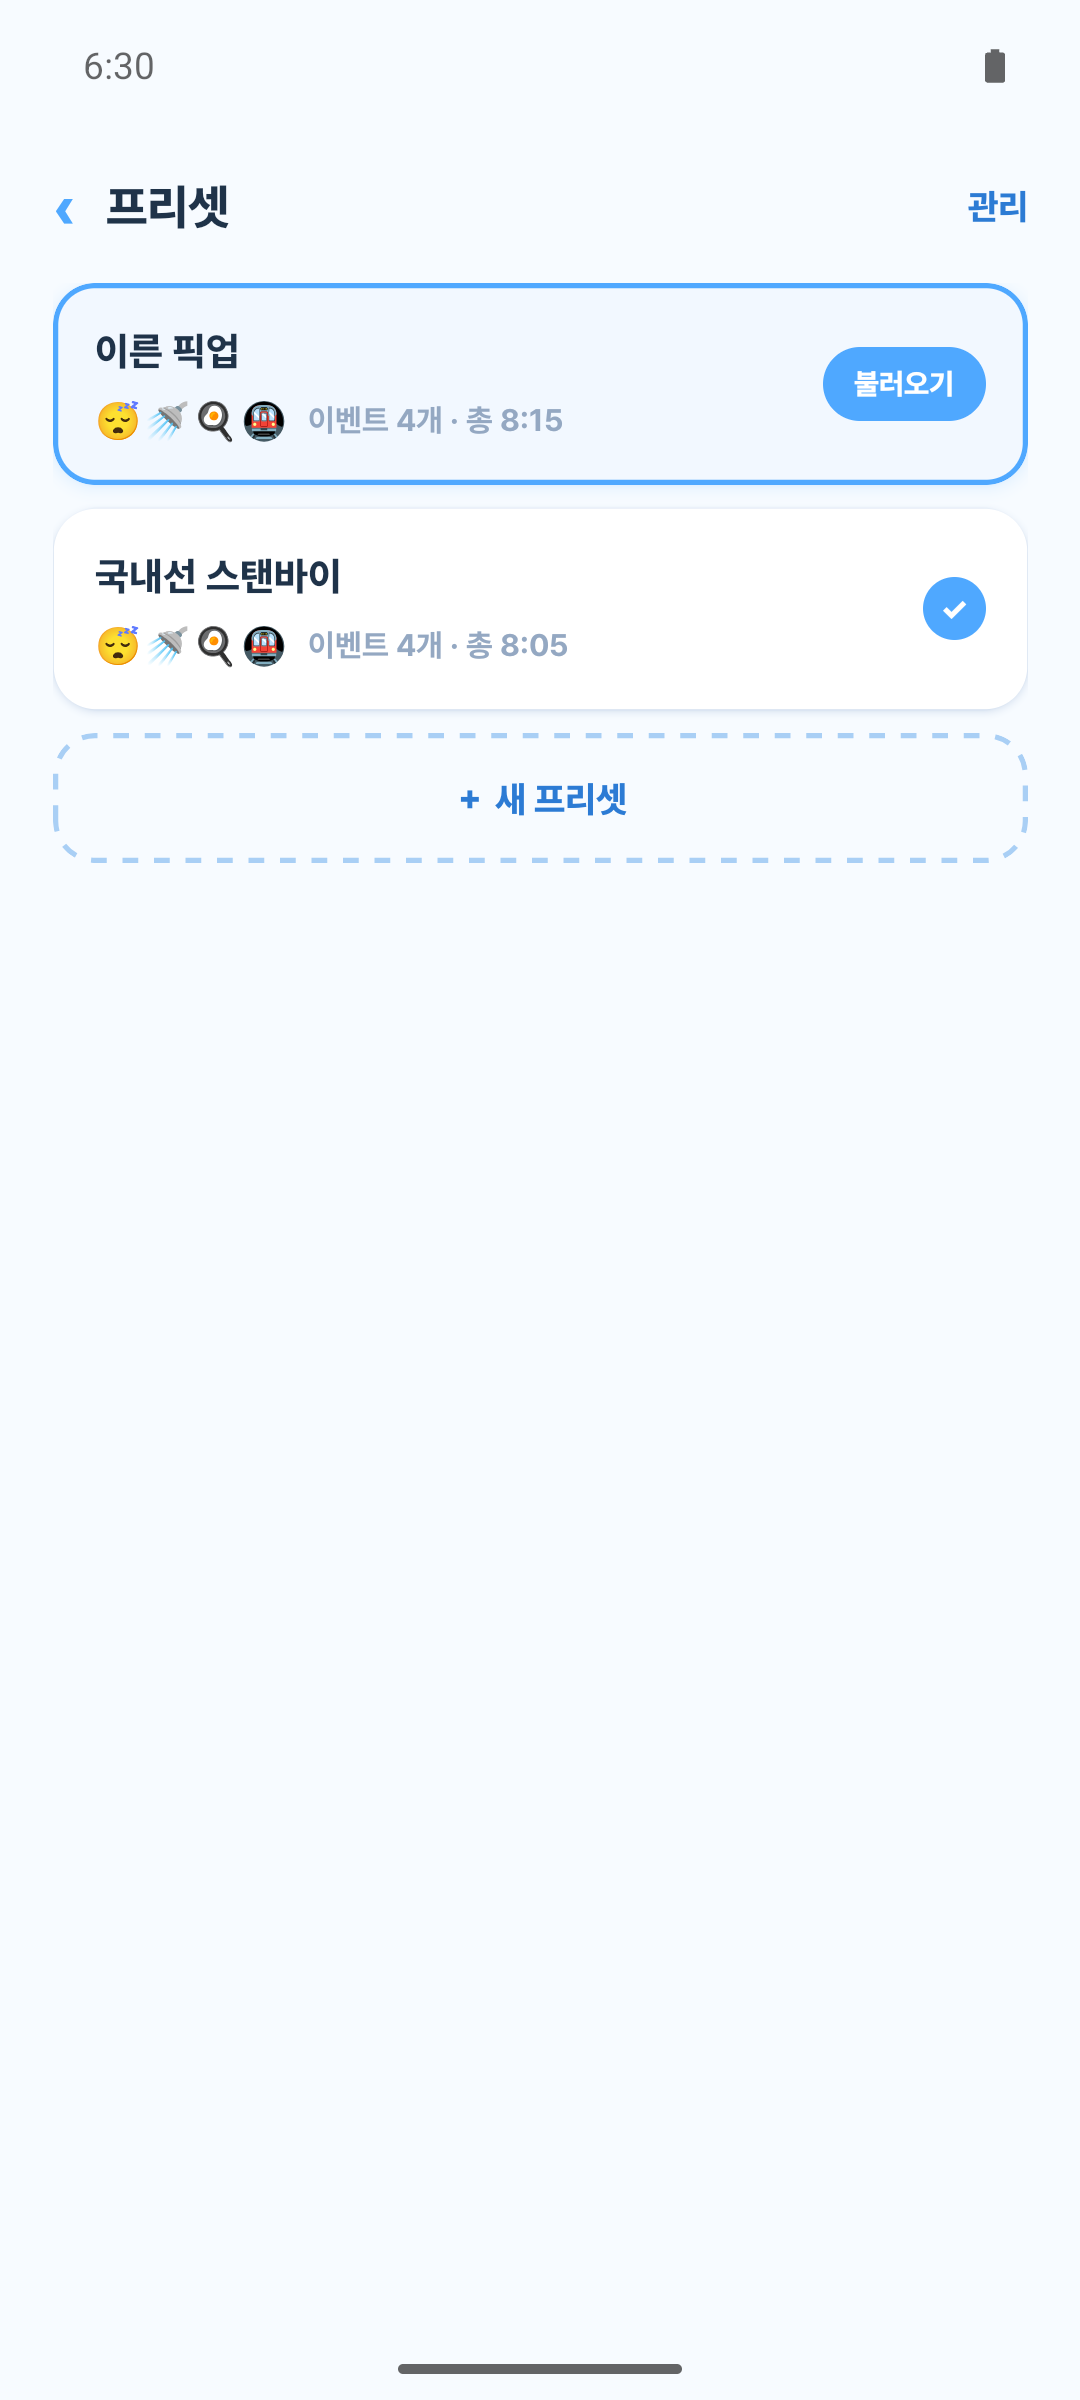 6:30
‹ 프리셋
관리
이른 픽업
😴🚿🍳🚇 이벤트 4개 · 총 8:15
불러오기
국내선 스탠바이
😴🚿🍳🚇 이벤트 4개 · 총 8:05
✓
+ 새 프리셋